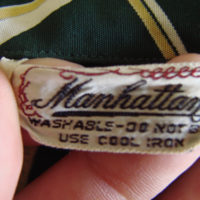 Manhattan
WASHABLE-DO NOT
USE COOL IRON